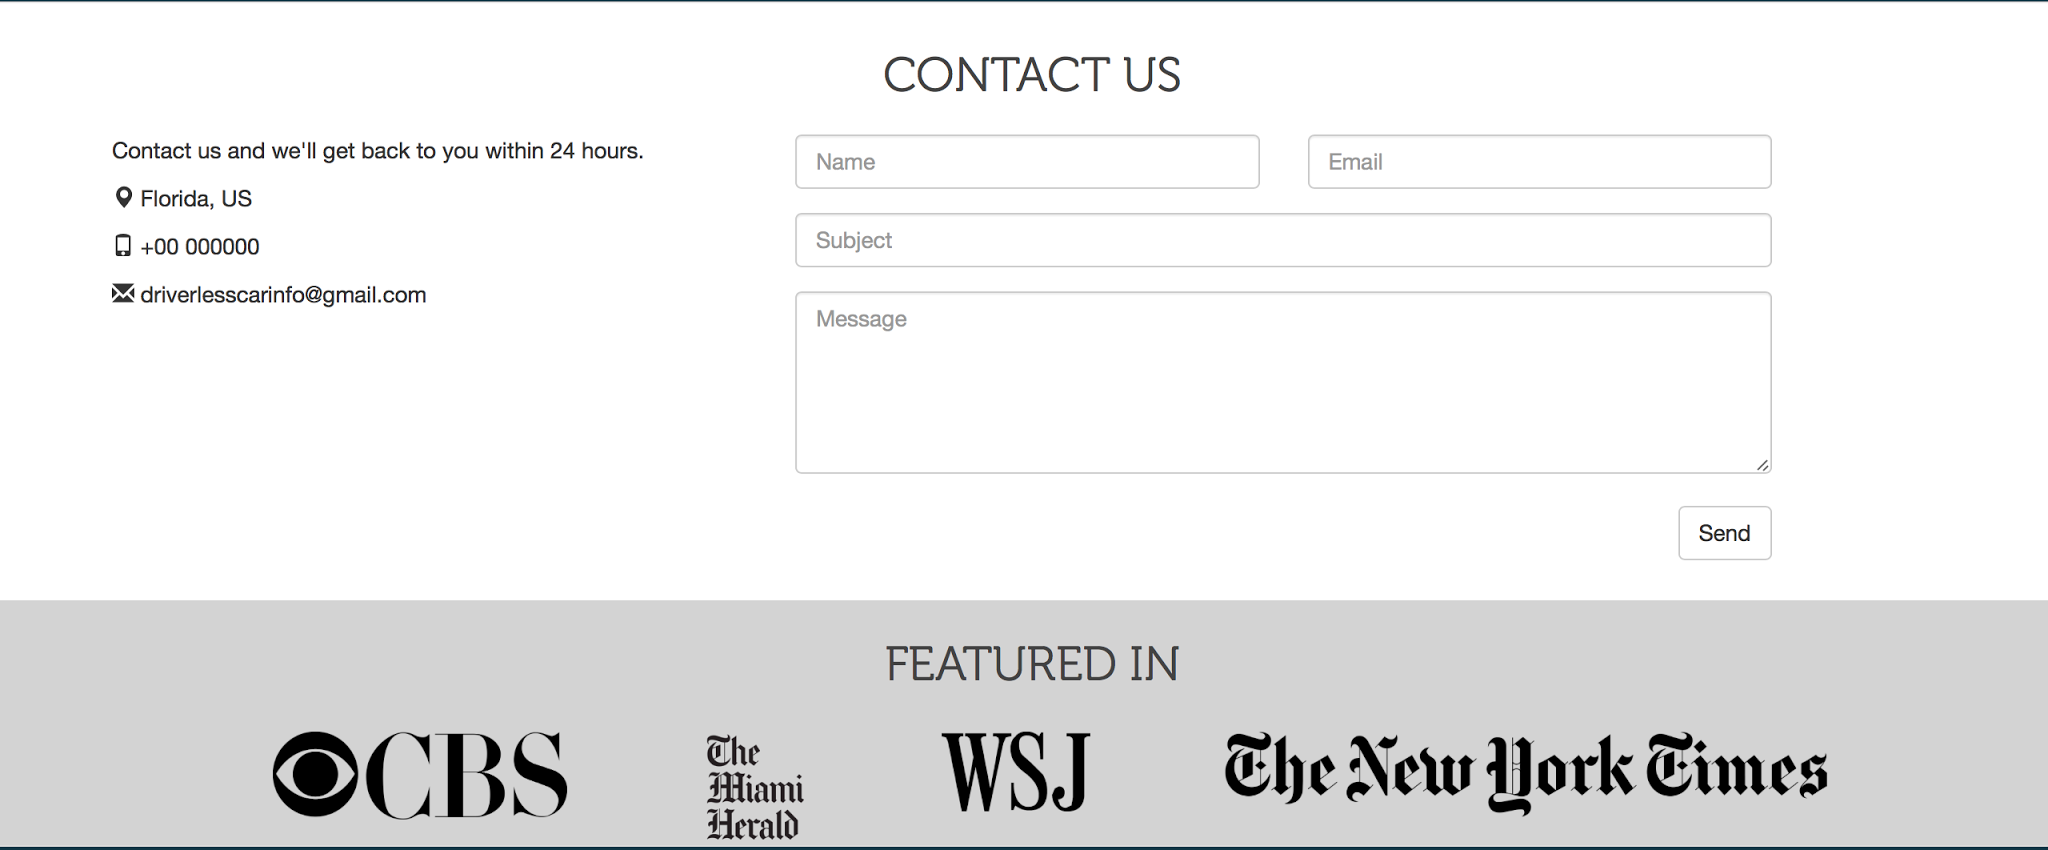 CONTACT US
Contact us and we'll get back to you within 24 hours.
Florida, US
+00 000000
driverlesscarinfo@gmail.com
Name
Email
Subject
Message
Send
FEATURED IN
CBS
The
Miami
Herald
WSJ
The New York Times